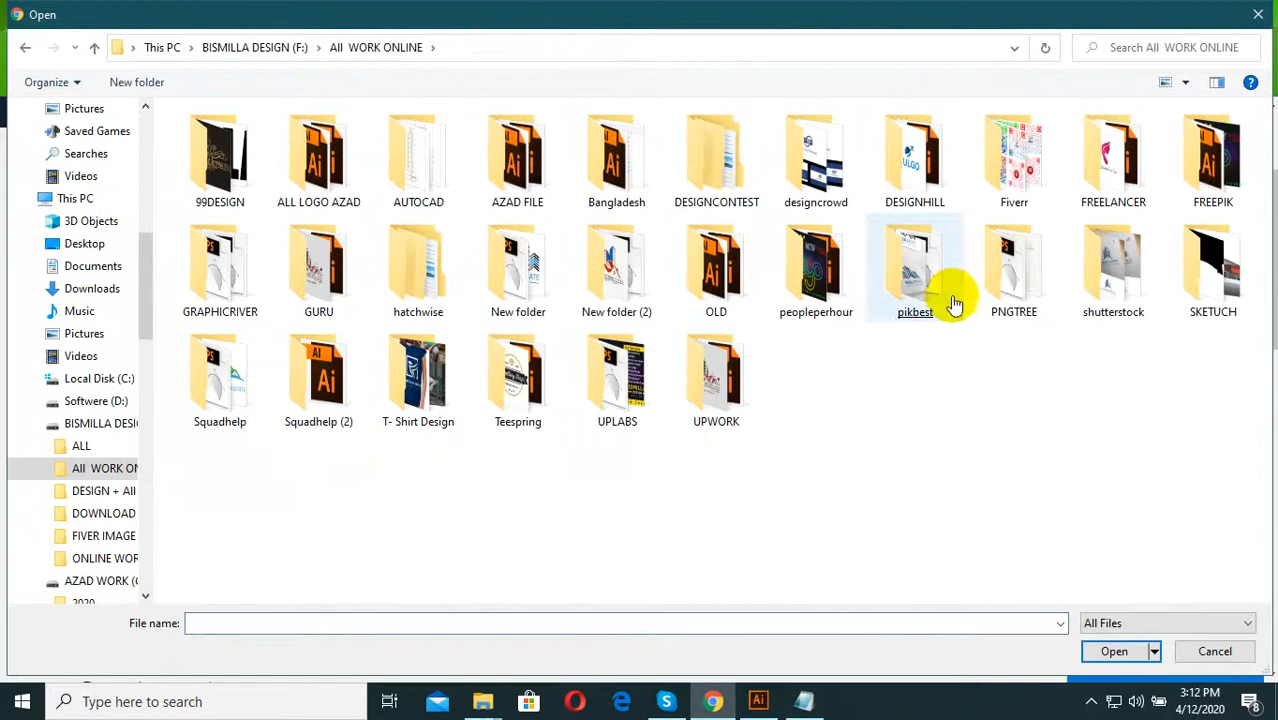 Open
This PC BISMILLA DESIGN (F:) All WORK ONLINE
Search All WORK ONLINE
Organize
New folder
Pictures
Saved Games
Searches
Videos
This PC
3D Objects
Desktop
Documents
Downloads
Music
Pictures
Videos
Local Disk (C:)
Softwere (D:)
BISMILLA DESI
ALL
All WORK ON
DESIGN + All
DOWNLOAD
FIVER IMAGE
ONLINE WOR
AZAD WORK (
2020
99DESIGN
ALL LOGO AZAD
AUTOCAD
AZAD FILE
Bangladesh
DESIGNCONTEST
designcrowd
DESIGNHILL
Fiverr
FREELANCER
FREEPIK
GRAPHICRIVER
GURU
hatchwise
New folder
New folder (2)
OLD
peopleperhour
pikbest
PNGTREE
shutterstock
SKETUCH
Squadhelp
Squadhelp (2)
T- Shirt Design
Teespring
UPLABS
UPWORK
File name:
All Files
Open
Cancel
Type here to search
3:12 PM
4/12/2020
8